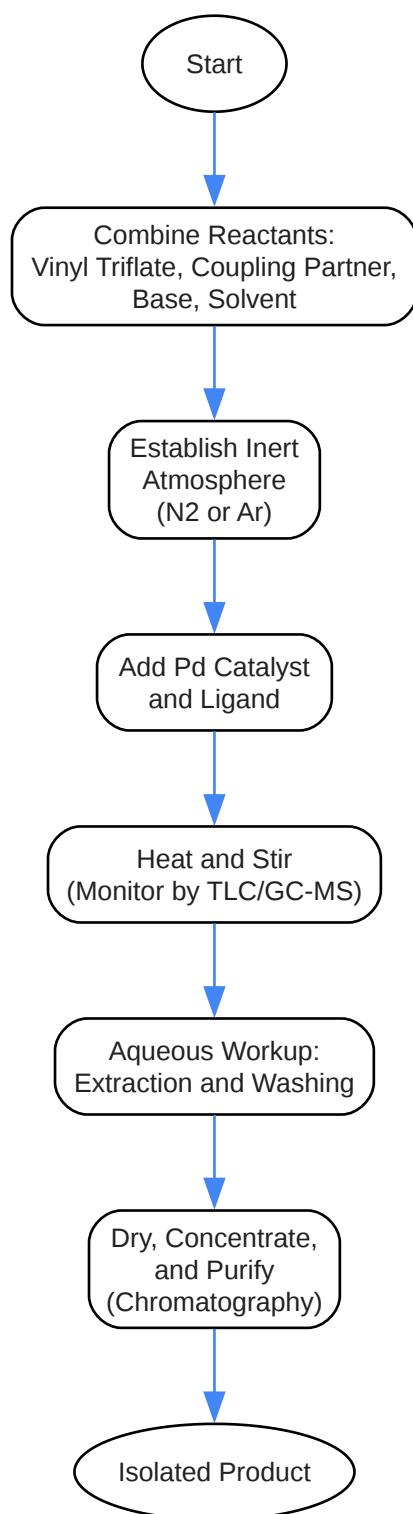 Start
Combine Reactants:
Vinyl Triflate, Coupling Partner,
Base, Solvent
Establish Inert
Atmosphere
(N2 or Ar)
Add Pd Catalyst
and Ligand
Heat and Stir
(Monitor by TLC/GC-MS)
Aqueous Workup:
Extraction and Washing
Dry, Concentrate,
and Purify
(Chromatography)
Isolated Product